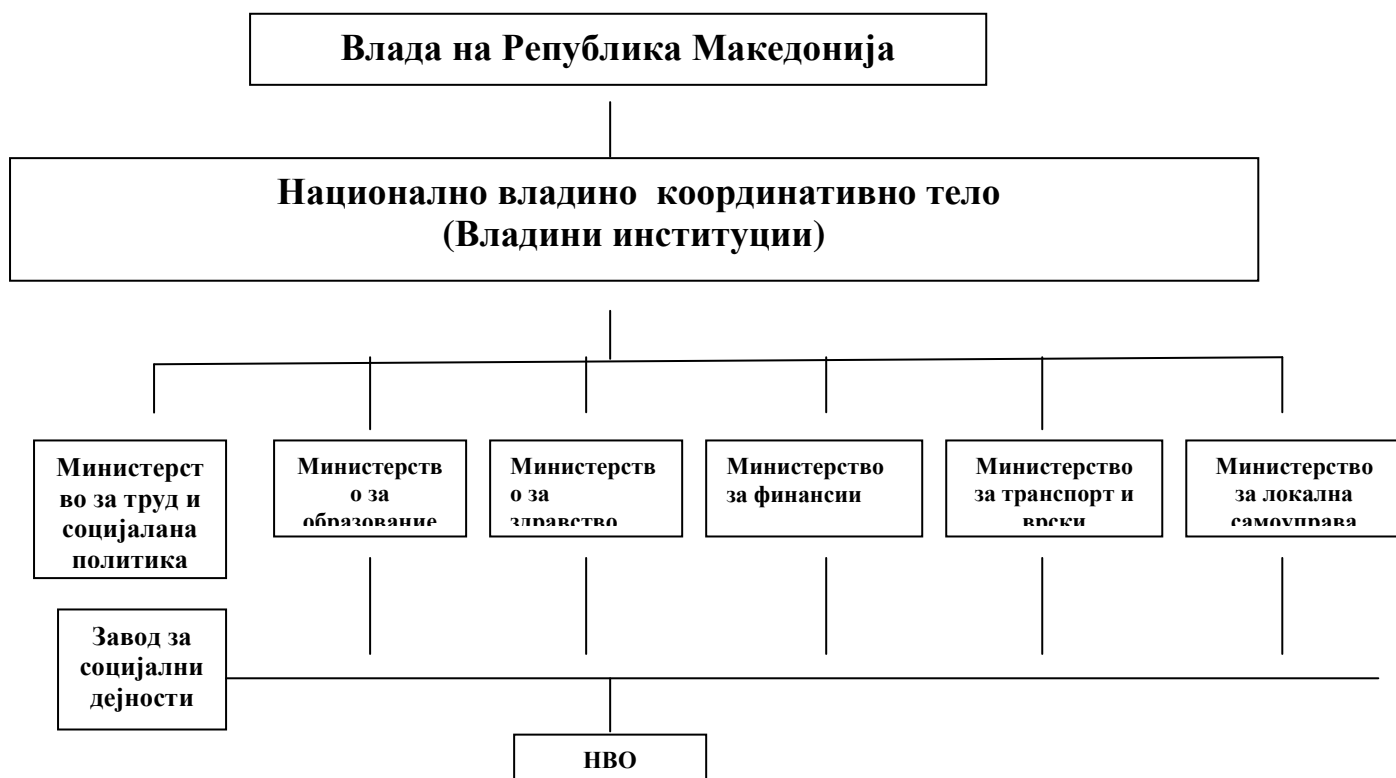 Влада на Република Македонија
Национално владино координативно тело
(Владини институции)
Министерст
во за труд и
социјалана
политика
Министерств
о за
образование
Министерств
о за
здравство
Министерство
за финансии
Министерство
за транспорт и
врски
Министерство
за локална
самоуправа
Завод за
социјални
дејности
НВО